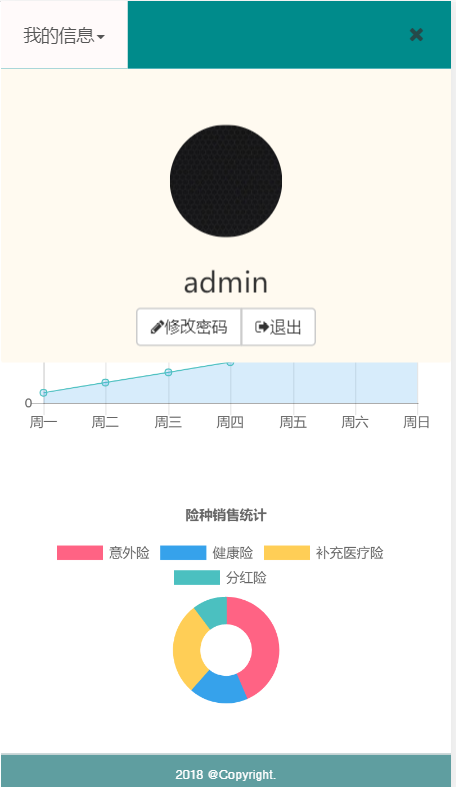 我的信息
admin
修改密码 退出
0
周一 周二 周三 周四 周五 周六 周日
险种销售统计
意外险 健康险 补充医疗险
分红险
2018 @Copyright.